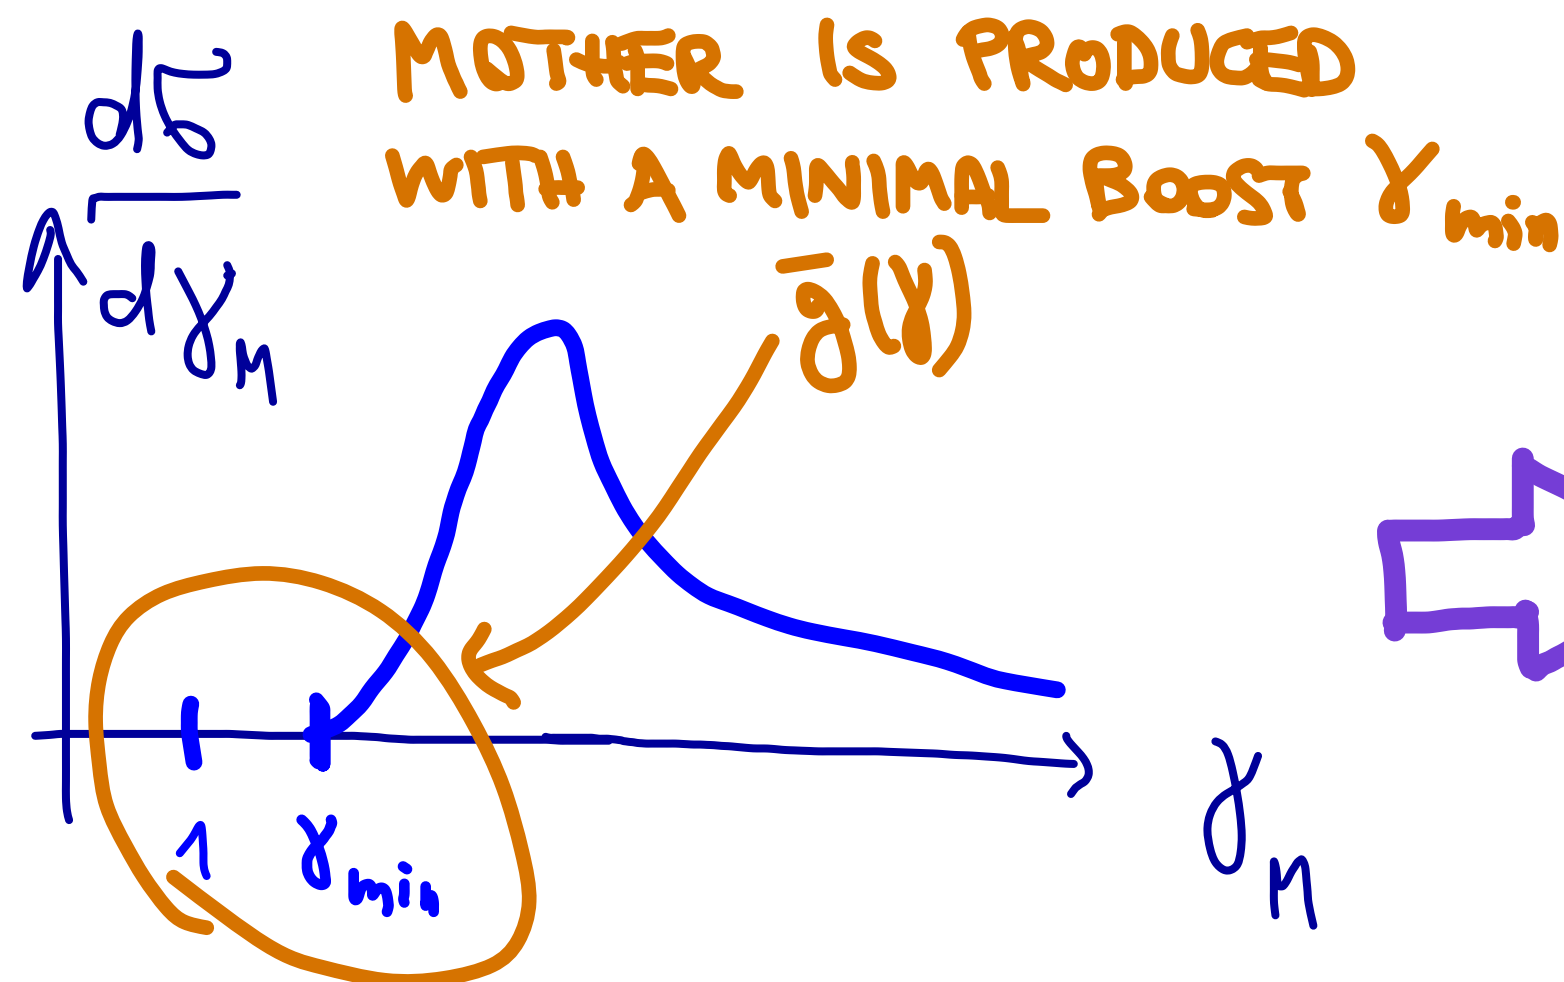 MOTHER IS PRODUCED
WITH A MINIMAL BOOST γmin
dσ
dγM
ḡ(γ)
1
γmin
γM